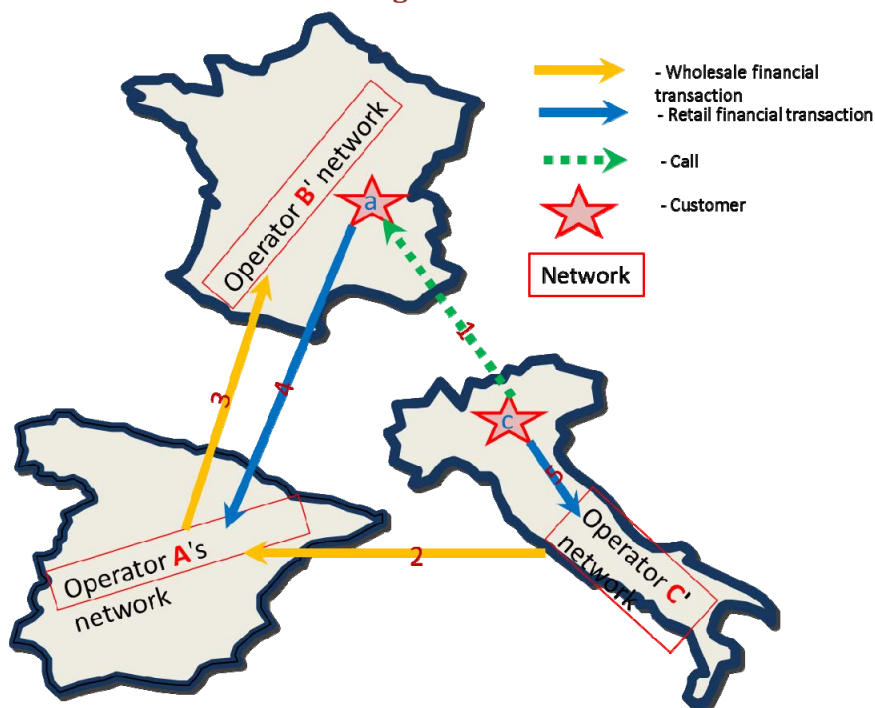 - Wholesale financial
transaction
- Retail financial transaction
- Call
- Customer
Network
Operator B' network
a
1
3
4
c
5
Operator A's
network
2
Operator C'
network